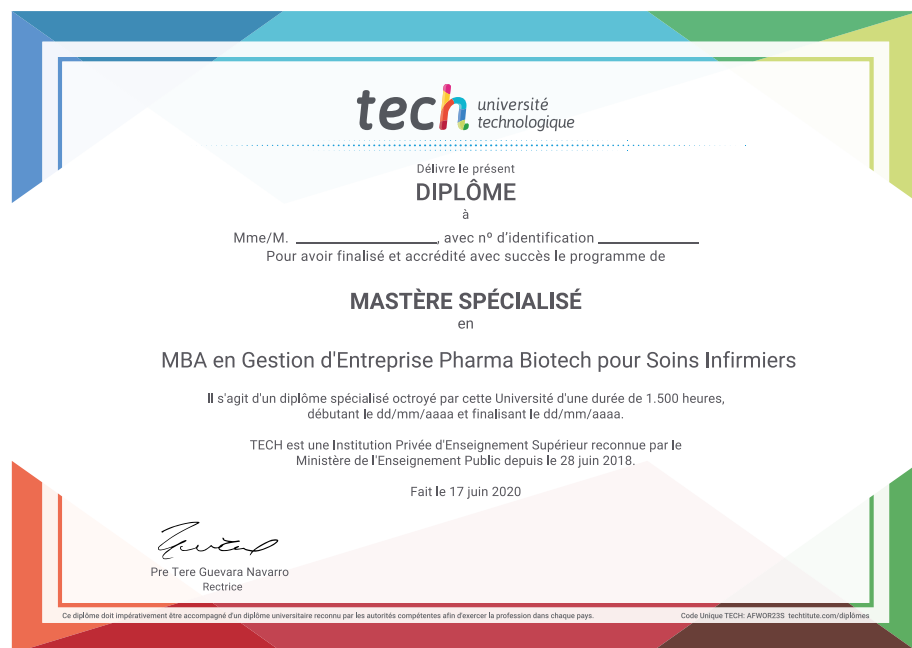 tech université
technologique
Délivre le présent
DIPLÔME
à
Mme/M. ____________, avec nº d'identification ____________
Pour avoir finalisé et accrédité avec succès le programme de
MASTÈRE SPÉCIALISÉ
en
MBA en Gestion d'Entreprise Pharma Biotech pour Soins Infirmiers
Il s'agit d'un diplôme spécialisé octroyé par cette Université d'une durée de 1.500 heures,
débutant le dd/mm/aaaa et finalisant le dd/mm/aaaa.
TECH est une Institution Privée d'Enseignement Supérieur reconnue par le
Ministère de l'Enseignement Public depuis le 28 juin 2018.
Fait le 17 juin 2020
Pre Tere Guevara Navarro
Rectrice
Ce diplôme doit impérativement être accompagné d'un diplôme universitaire reconnu par les autorités compétentes afin d'exercer la profession dans chaque pays.
Code Unique TECH: AFWOR23S techtitute.com/diplômes